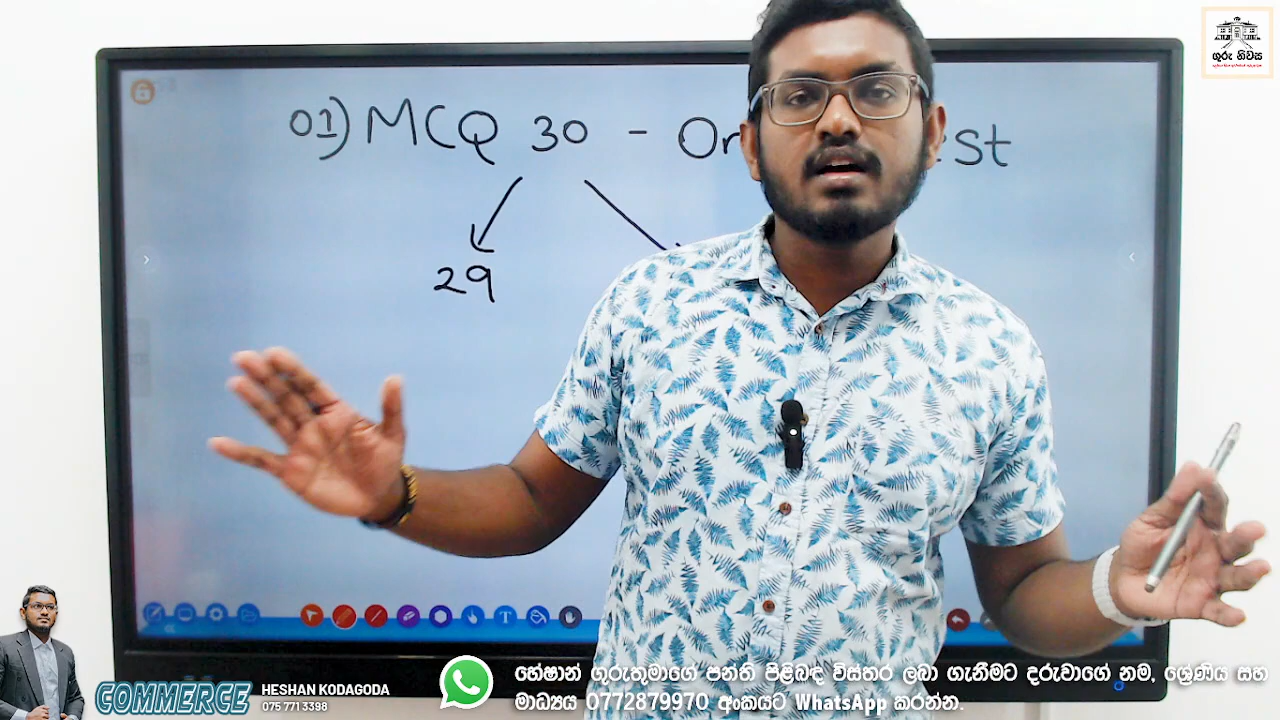 ගුරු නිවස
01) MCQ 30 - Or st
29
COMMERCE
HESHAN KODAGODA
075 771 3398
හේෂාන් ගුරුතුමාගේ පන්ති පිළිබඳ විස්තර ලබා ගැනීමට දරුවාගේ නම, ශ්‍රේණිය සහ
මාධ්‍යය 0772879970 අංකයට WhatsApp කරන්න.